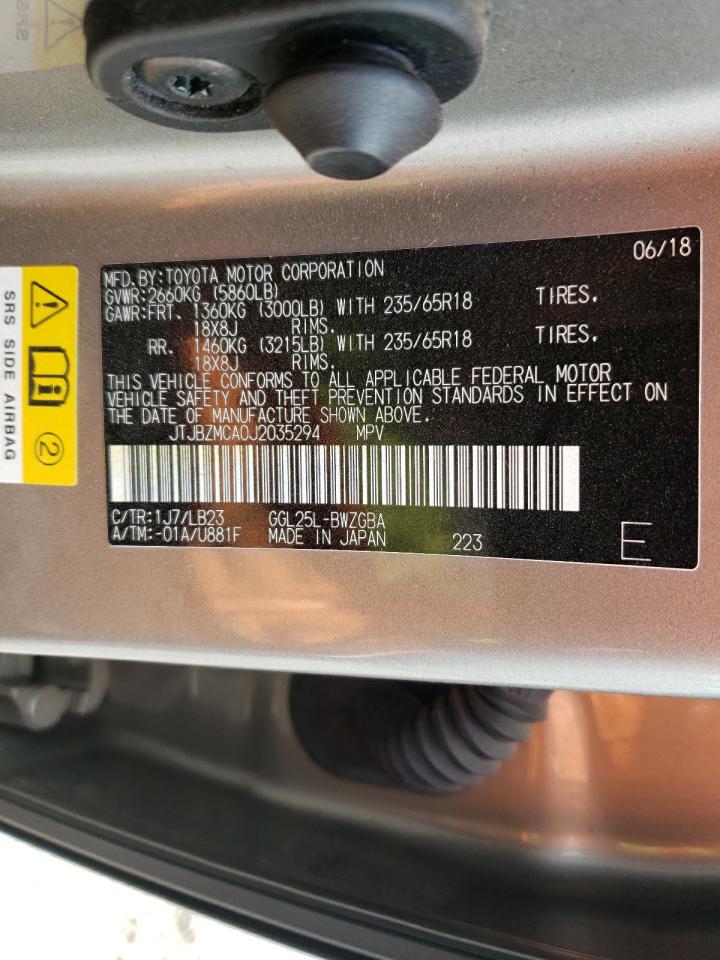 06/18
MFD.BY:TOYOTA MOTOR CORPORATION
GVWR:2660KG (5860LB)
GAWR:FRT. 1360KG (3000LB) WITH 235/65R18 TIRES.
18X8J RIMS.
RR. 1460KG (3215LB) WITH 235/65R18 TIRES.
18X8J RIMS.
THIS VEHICLE CONFORMS TO ALL APPLICABLE FEDERAL MOTOR
VEHICLE SAFETY AND THEFT PREVENTION STANDARDS IN EFFECT ON
THE DATE OF MANUFACTURE SHOWN ABOVE.
JTJBZMCA0J2035294 MPV
C/TR:1J7/LB23 GGL25L-BWZGBA
A/TM:-01A/U881F MADE IN JAPAN 223 E
SRS SIDE AIRBAG
2
SRS